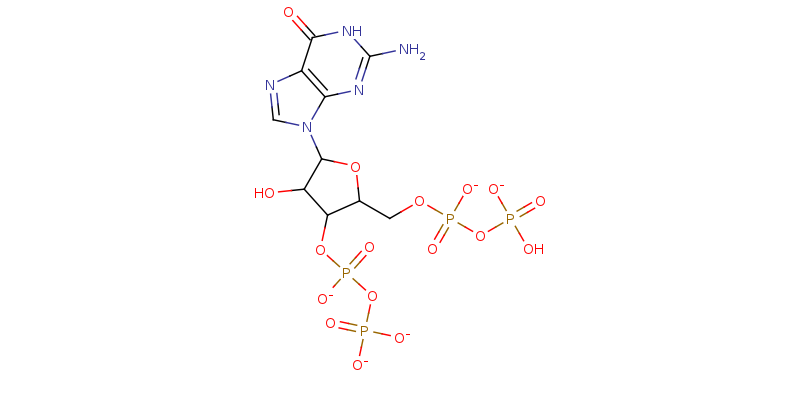 O NH
NH2
N N
N
O
HO
O O- O- O
P P
O O OH
O O
P
O- O
O P O-
O-